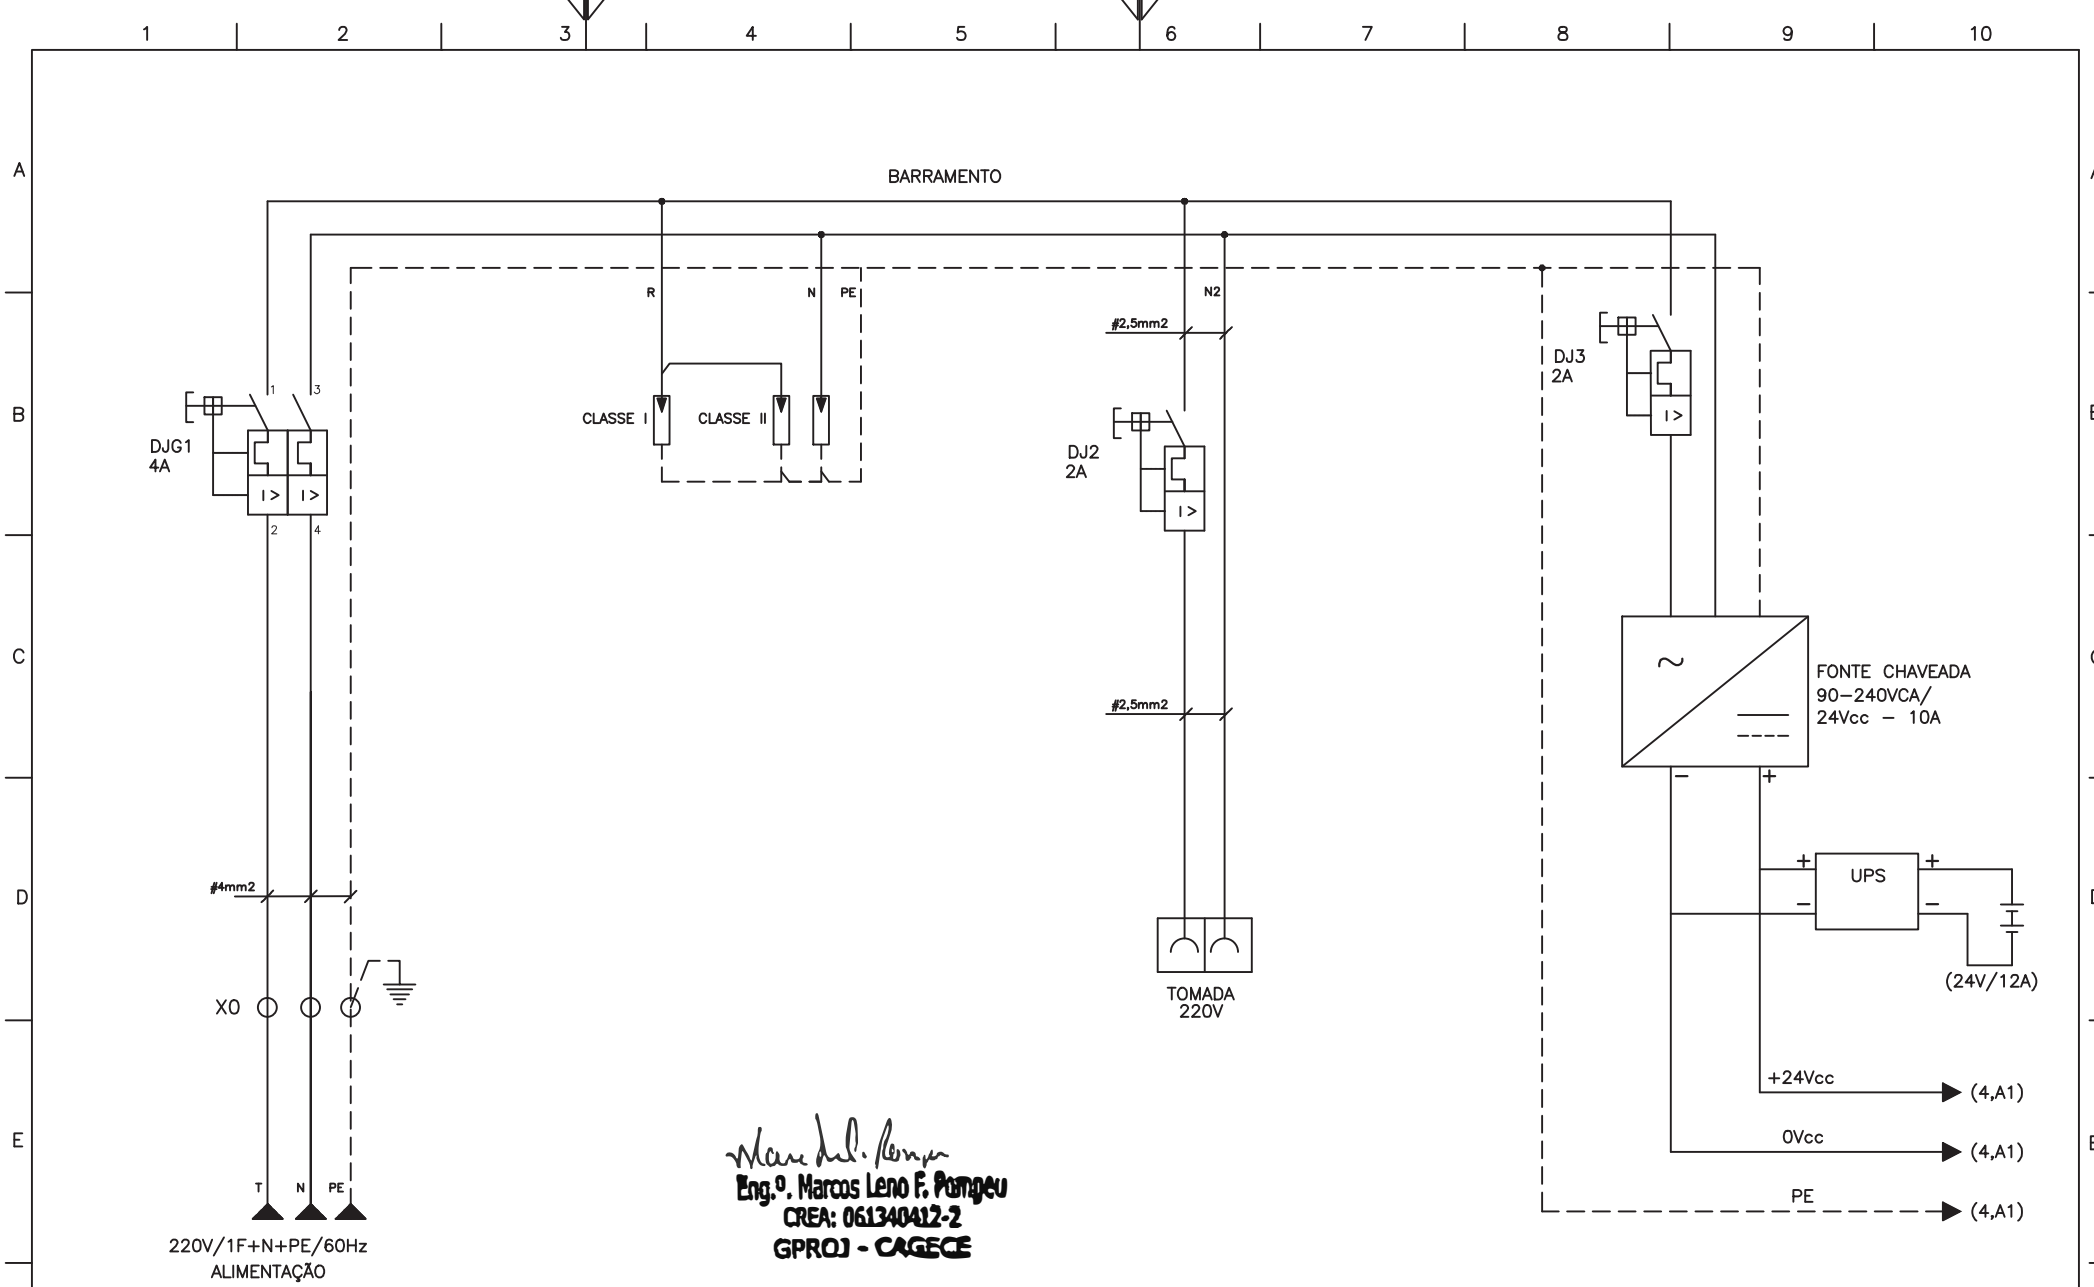 1 2 3 4 5 6 7 8 9 10
A
BARRAMENTO
R N PE N2
#2,5mm2
DJ3
2A
1 3
B
CLASSE I CLASSE II
I>
DJG1
4A
DJ2
2A
I> I>
I>
2 4
C
FONTE CHAVEADA
90-240VCA/
24Vcc - 10A
~
#2,5mm2
- +
+ UPS +
- -
#4mm2
D
(24V/12A)
X0
TOMADA
220V
+24Vcc (4,A1)
E
0Vcc (4,A1)
T N PE
PE (4,A1)
Eng.º. Marcos Leno F. Pompeu
CREA: 061340412-2
GPROJ - CAGECE
220V/1F+N+PE/60Hz
ALIMENTAÇÃO